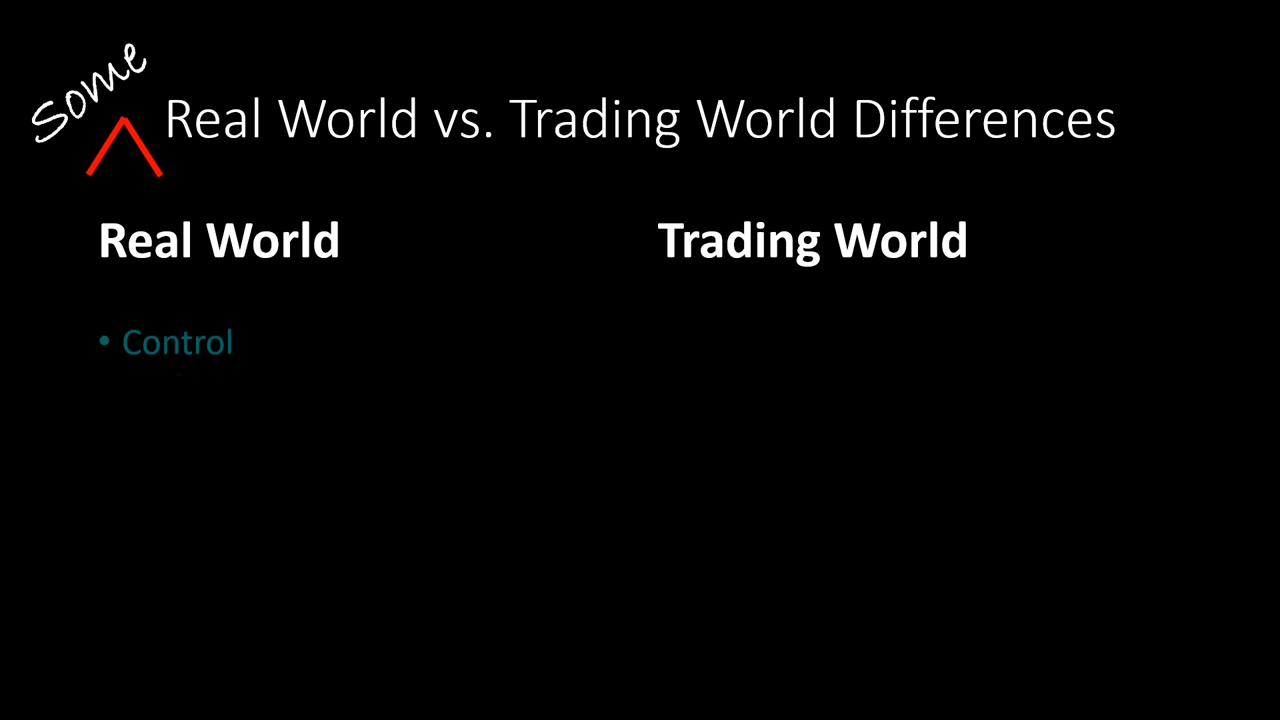 Some
Real World vs. Trading World Differences
Real World
Trading World
• Control